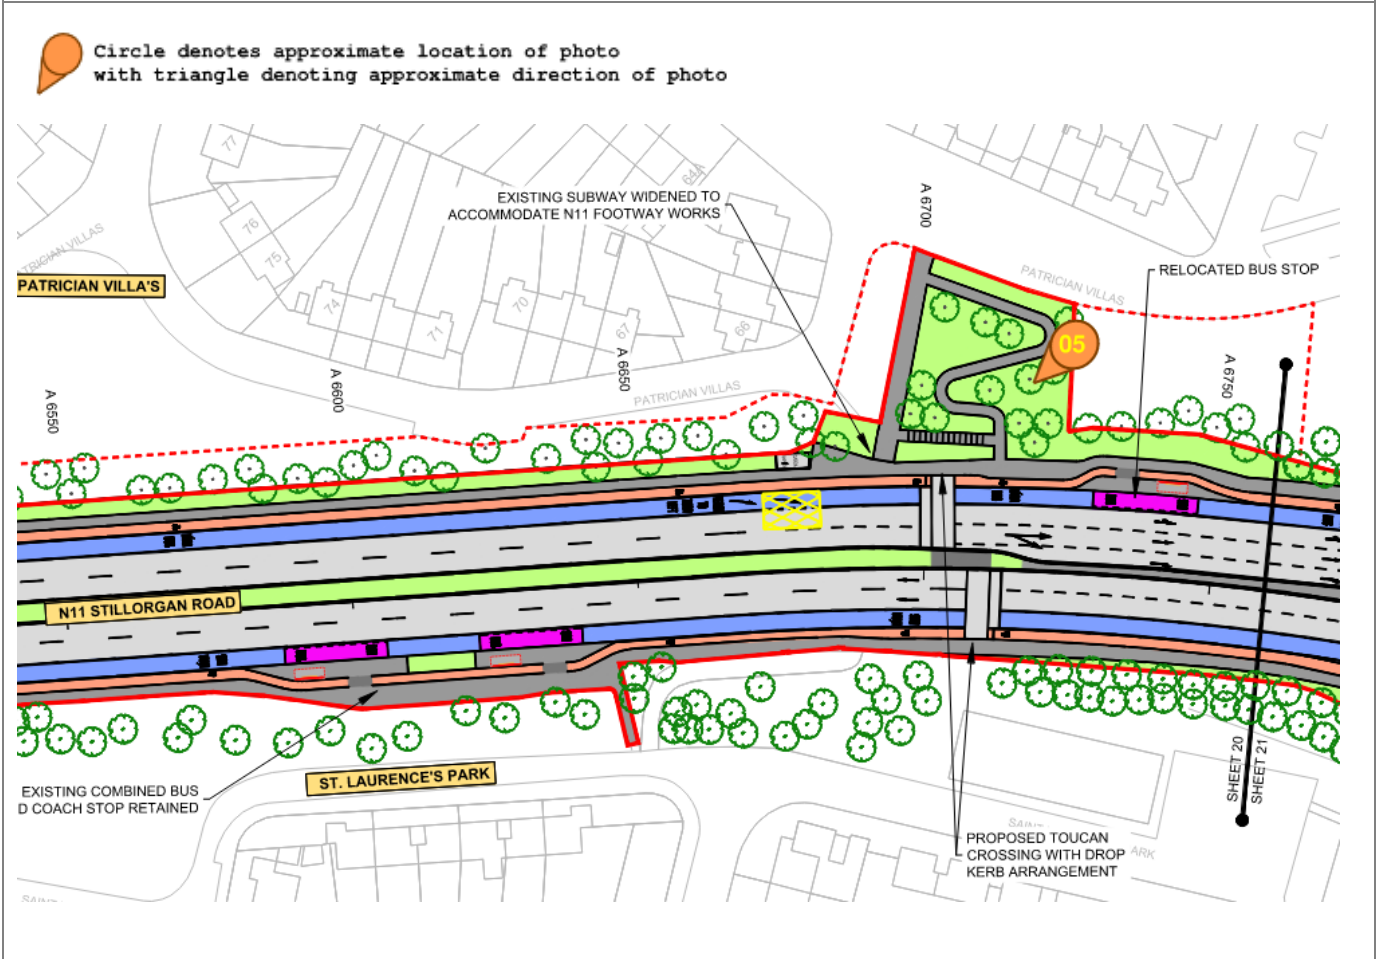 Circle denotes approximate location of photo
with triangle denoting approximate direction of photo
77
64A
EXISTING SUBWAY WIDENED TO
ACCOMMODATE N11 FOOTWAY WORKS
A 6700
76
75
PATRICIAN VILLAS
PATRICIAN VILLA'S
RELOCATED BUS STOP
74
71
70
67
66
05
A 6550
A 6600
A 6650
A 6750
PATRICIAN VILLAS
N11 STILLORGAN ROAD
ST. LAURENCE'S PARK
EXISTING COMBINED BUS
D COACH STOP RETAINED
SHEET 20
SHEET 21
PROPOSED TOUCAN
CROSSING WITH DROP
KERB ARRANGEMENT
ARK